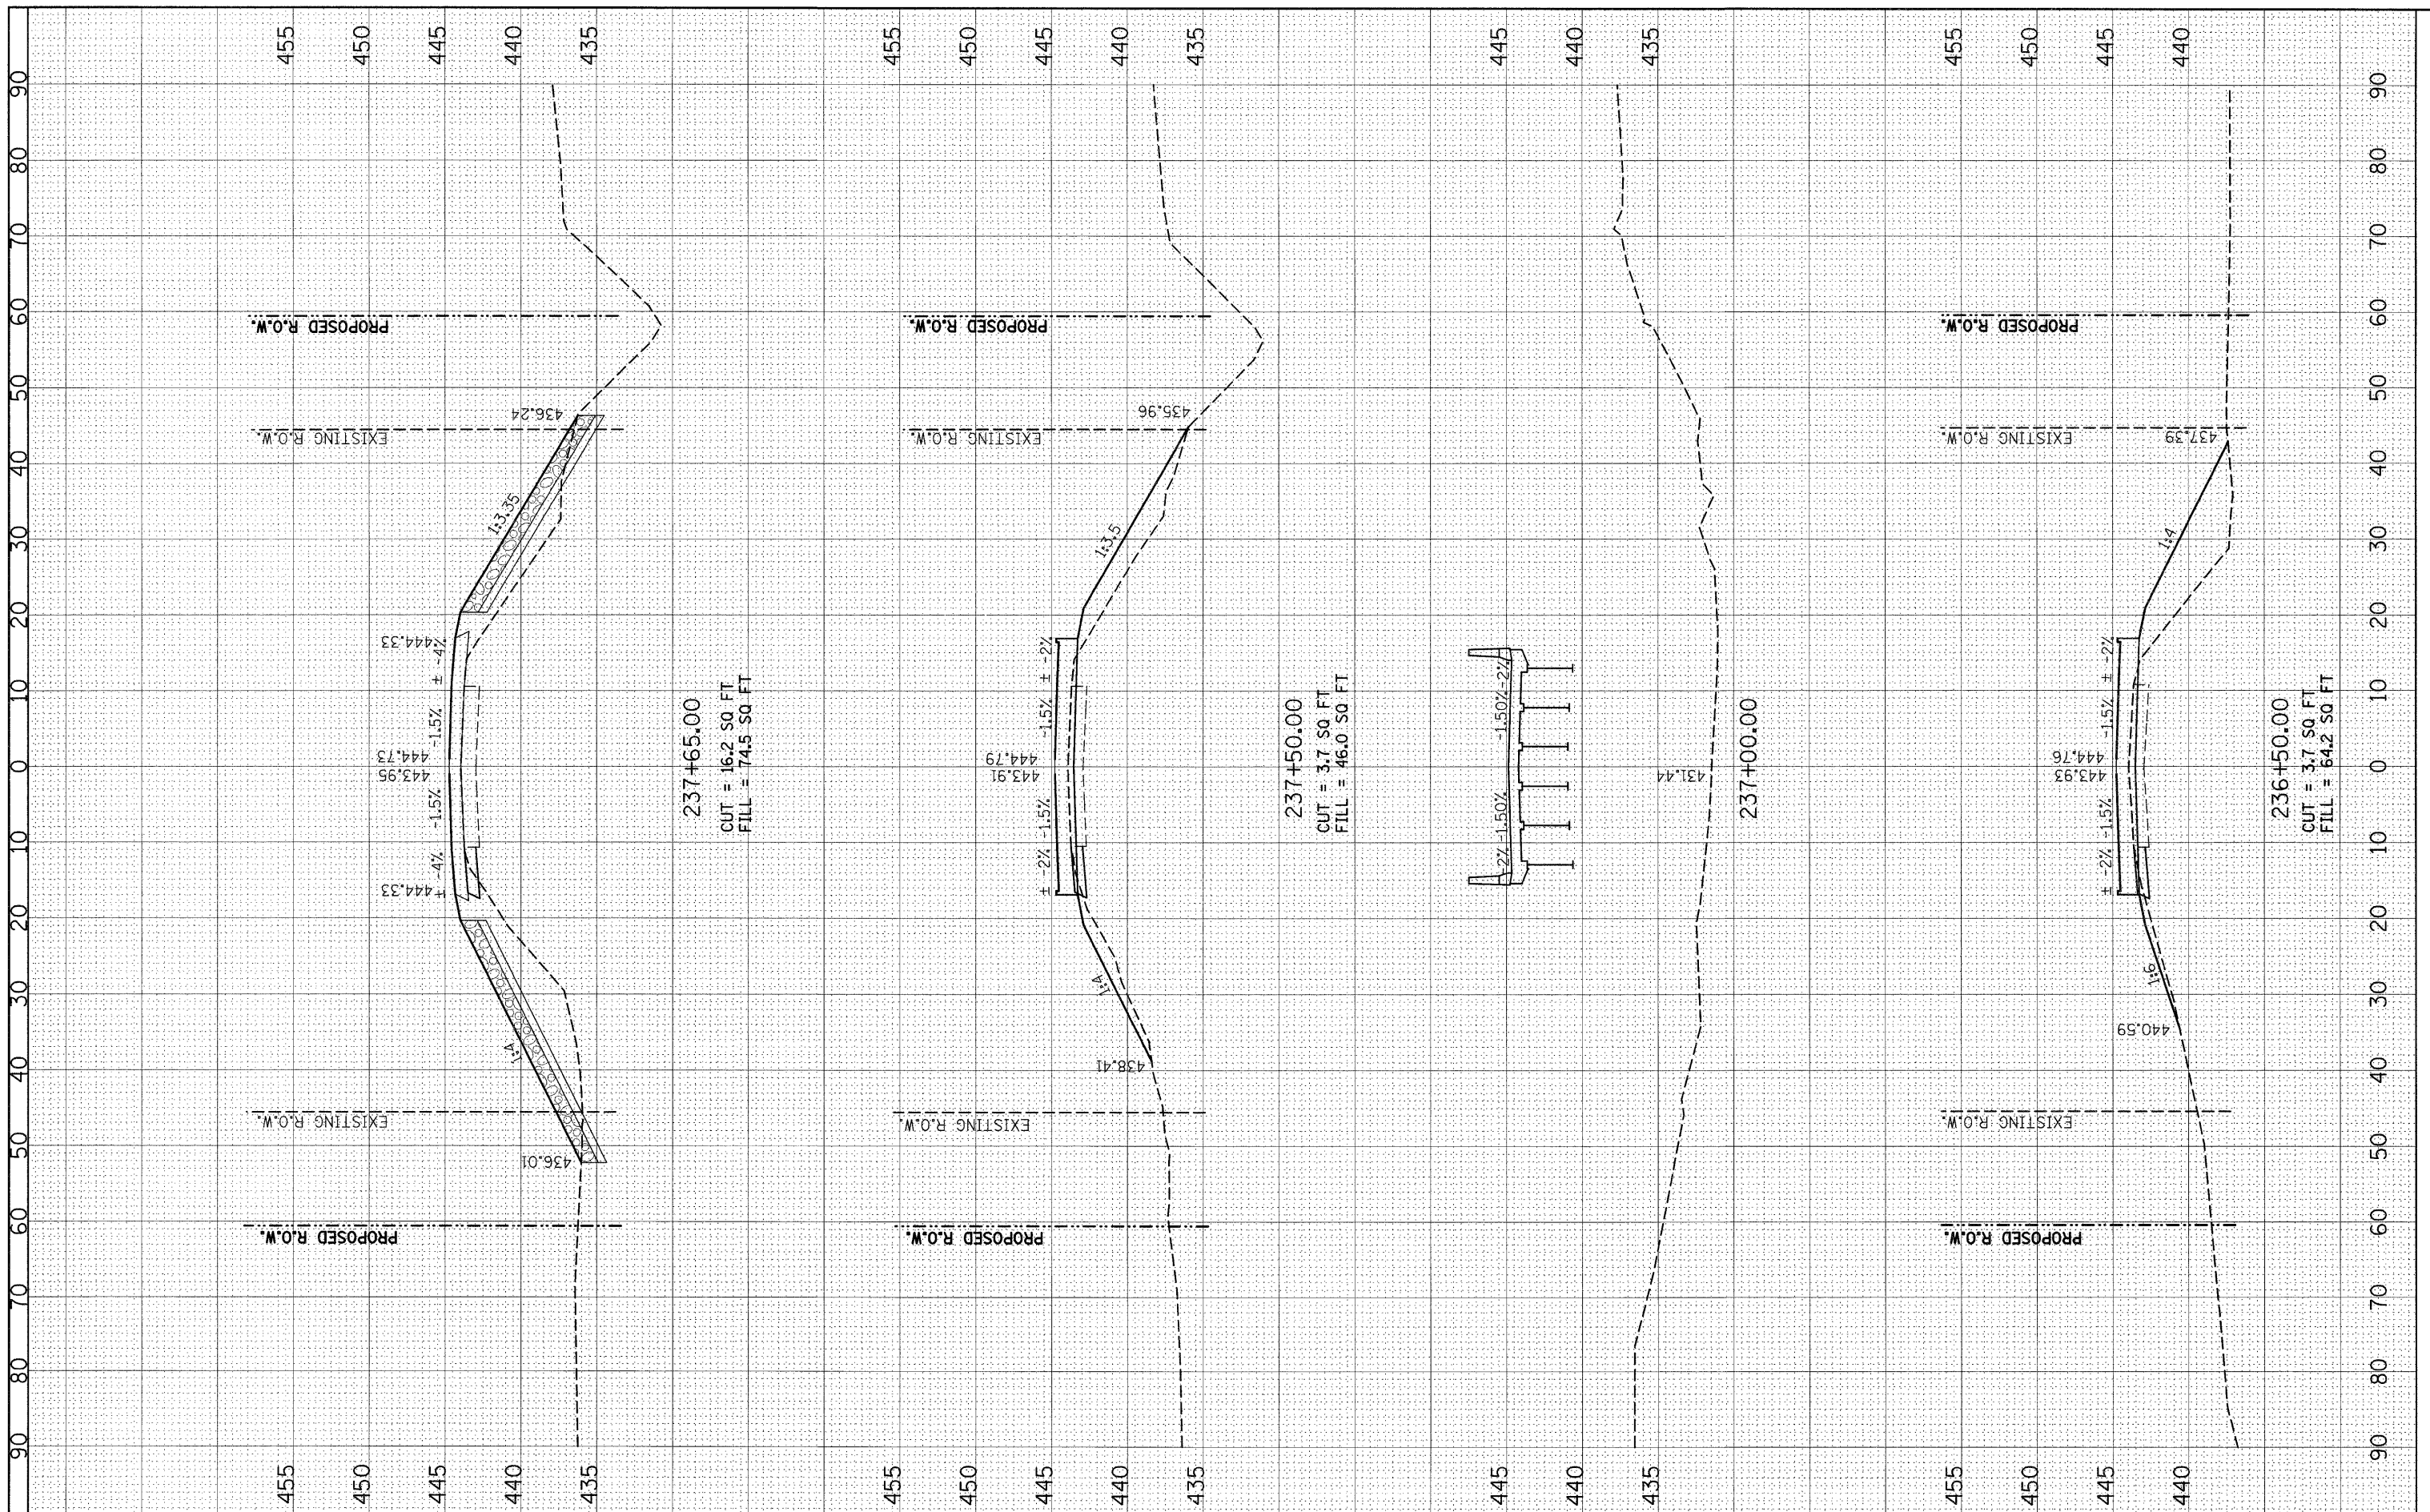 90 80 70 60 50 40 30 20 10 0 10 20 30 40 50 60 70 80 90
455 455
450 450
445 445
440 440
435 435
PROPOSED R.O.W.
EXISTING R.O.W.
EXISTING R.O.W.
PROPOSED R.O.W.
444.33
443.95
444.73
444.33
± -4%
-1.5%
-1.5%
± -4%
1:4
1:3.35
436.01
436.24
237+65.00
CUT = 16.2 SQ FT
FILL = 74.5 SQ FT
455 455
450 450
445 445
440 440
435 435
PROPOSED R.O.W.
EXISTING R.O.W.
EXISTING R.O.W.
PROPOSED R.O.W.
443.91
444.79
± -2%
-1.5%
-1.5%
± -2%
1:4
1:3.5
438.41
435.96
237+50.00
CUT = 3.7 SQ FT
FILL = 46.0 SQ FT
445 445
440 440
435 435
-2%
-1.50%
-1.50%
-2%
431.44
237+00.00
455 455
450 450
445 445
440 440
PROPOSED R.O.W.
EXISTING R.O.W.
EXISTING R.O.W.
PROPOSED R.O.W.
443.93
444.76
± -2%
-1.5%
-1.5%
± -2%
1:6
1:4
440.59
437.39
236+50.00
CUT = 3.7 SQ FT
FILL = 64.2 SQ FT
90 80 70 60 50 40 30 20 10 0 10 20 30 40 50 60 70 80 90